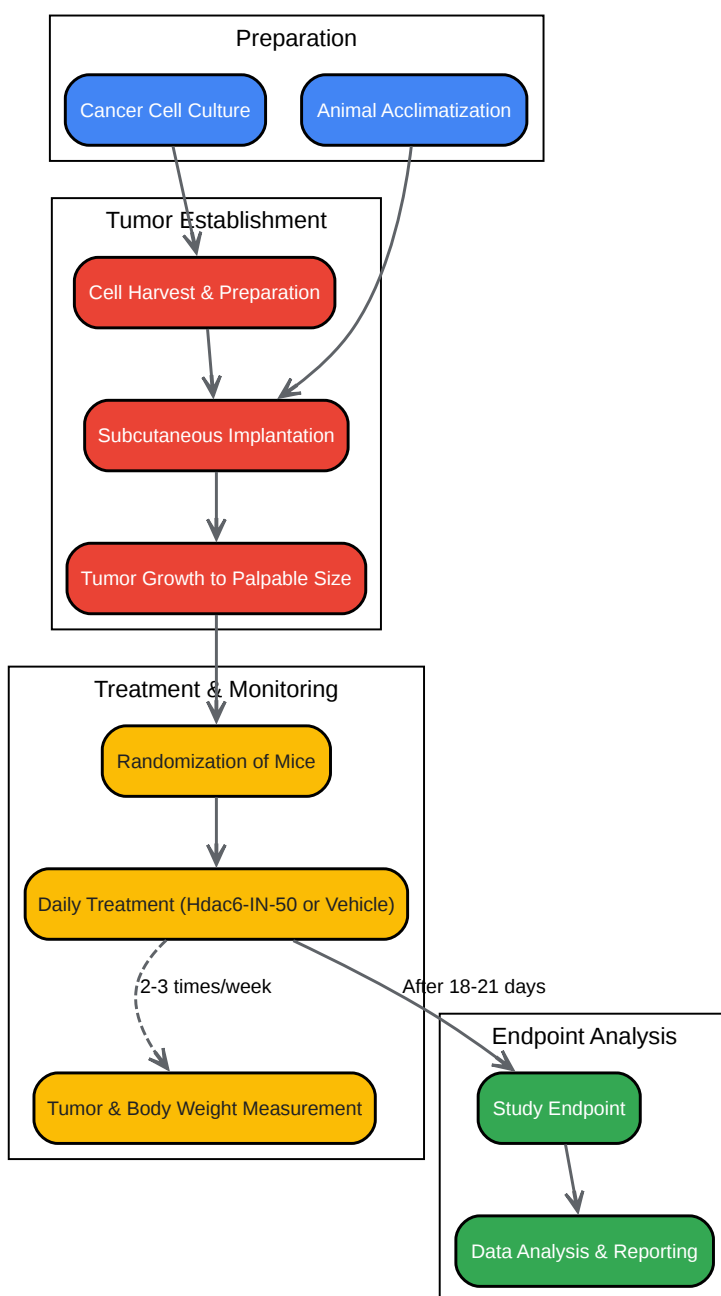 Preparation
Cancer Cell Culture
Animal Acclimatization
Tumor Establishment
Cell Harvest & Preparation
Subcutaneous Implantation
Tumor Growth to Palpable Size
Treatment & Monitoring
Randomization of Mice
Daily Treatment (Hdac6-IN-50 or Vehicle)
2-3 times/week
After 18-21 days
Tumor & Body Weight Measurement
Endpoint Analysis
Study Endpoint
Data Analysis & Reporting